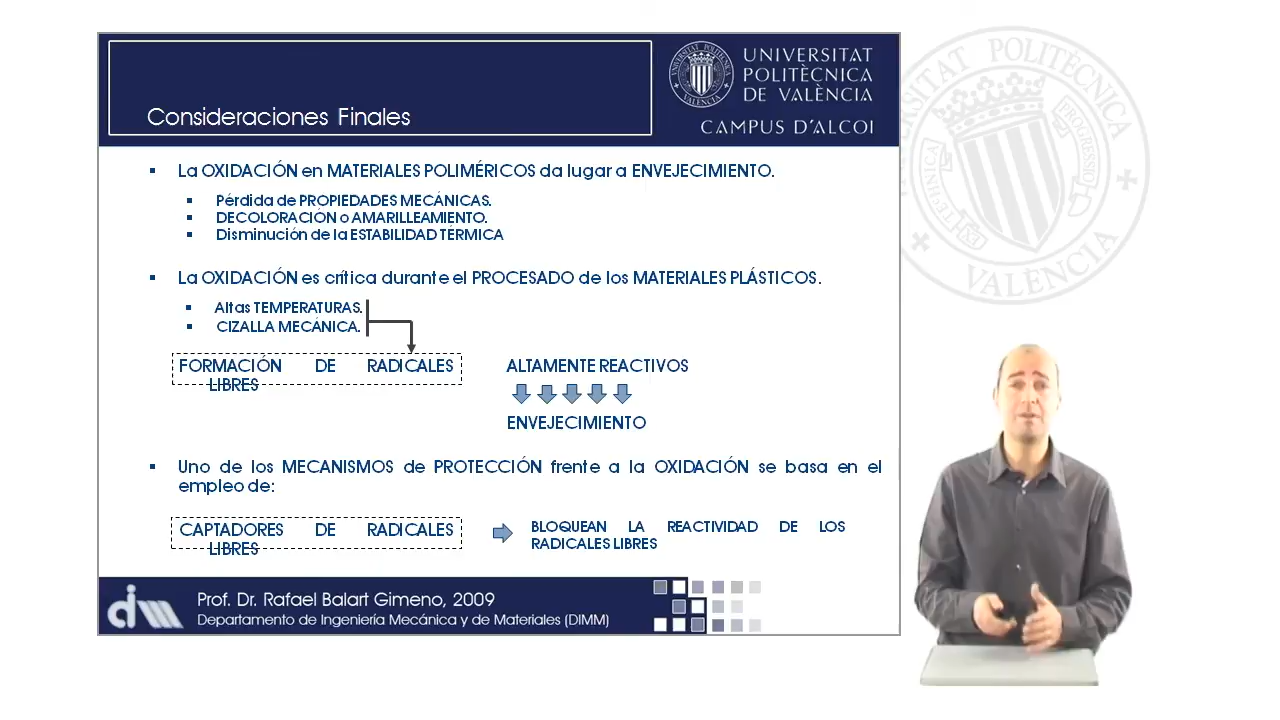 UNIVERSITAT
POLITÈCNICA
DE VALÈNCIA
CAMPUS D'ALCOI
Consideraciones Finales
▪ La OXIDACIÓN en MATERIALES POLIMÉRICOS da lugar a ENVEJECIMIENTO.
▪ Pérdida de PROPIEDADES MECÁNICAS.
▪ DECOLORACIÓN o AMARILLEAMIENTO.
▪ Disminución de la ESTABILIDAD TÉRMICA
▪ La OXIDACIÓN es crítica durante el PROCESADO de los MATERIALES PLÁSTICOS.
▪ Altas TEMPERATURAS.
▪ CIZALLA MECÁNICA.
FORMACIÓN DE RADICALES
LIBRES
ALTAMENTE REACTIVOS
ENVEJECIMIENTO
▪ Uno de los MECANISMOS de PROTECCIÓN frente a la OXIDACIÓN se basa en el
empleo de:
CAPTADORES DE RADICALES
LIBRES
BLOQUEAN LA REACTIVIDAD DE LOS
RADICALES LIBRES
dim
Prof. Dr. Rafael Balart Gimeno, 2009
Departamento de Ingeniería Mecánica y de Materiales (DIMM)